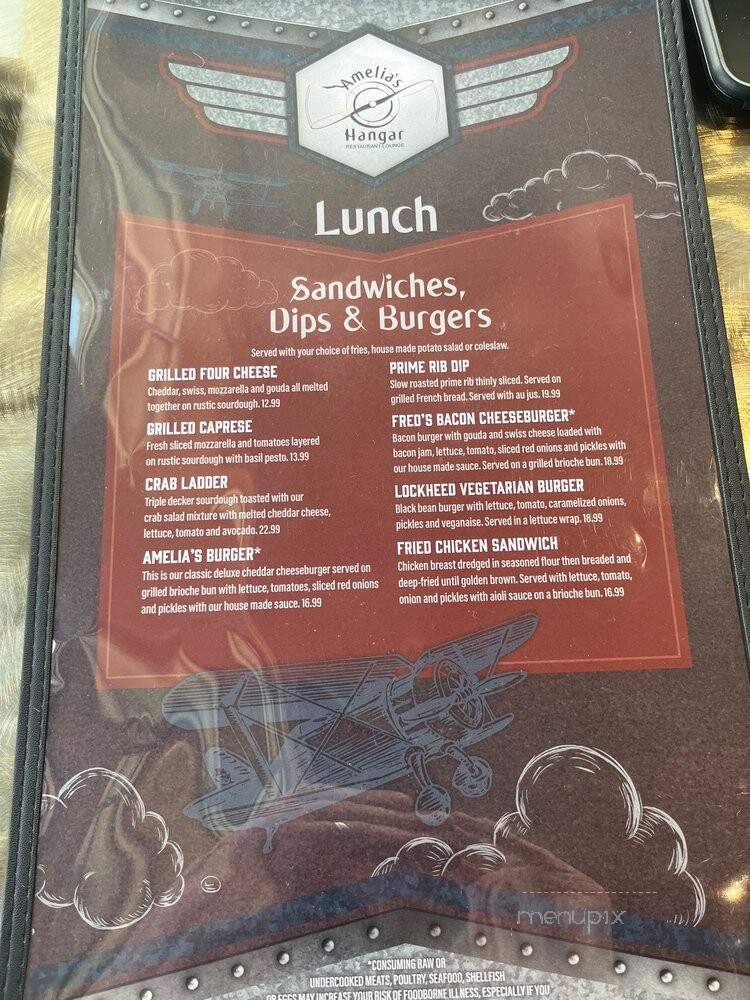 Amelia's
Hangar
RESTAURANT & LOUNGE
Lunch
Sandwiches,
Dips & Burgers
Served with your choice of fries, house made potato salad or coleslaw.
GRILLED FOUR CHEESE
Cheddar, swiss, mozzarella and gouda all melted
together on rustic sourdough. 12.99
GRILLED CAPRESE
Fresh sliced mozzarella and tomatoes layered
on rustic sourdough with basil pesto. 13.99
CRAB LADDER
Triple decker sourdough toasted with our
crab salad mixture with melted cheddar cheese,
lettuce, tomato and avocado. 22.99
AMELIA'S BURGER*
This is our classic deluxe cheddar cheeseburger served on
grilled brioche bun with lettuce, tomatoes, sliced red onions
and pickles with our house made sauce. 16.99
PRIME RIB DIP
Slow roasted prime rib thinly sliced. Served on
grilled French bread. Served with au jus. 19.99
FRED'S BACON CHEESEBURGER*
Bacon burger with gouda and swiss cheese loaded with
bacon jam, lettuce, tomato, sliced red onions and pickles with
our house made sauce. Served on a grilled brioche bun. 18.99
LOCKHEED VEGETARIAN BURGER
Black bean burger with lettuce, tomato, caramelized onions,
pickles and veganaise. Served in a lettuce wrap. 18.99
FRIED CHICKEN SANDWICH
Chicken breast dredged in seasoned flour then breaded and
deep-fried until golden brown. Served with lettuce, tomato,
onion and pickles with aioli sauce on a brioche bun. 16.99
menupix
*CONSUMING RAW OR
UNDERCOOKED MEATS, POULTRY, SEAFOOD, SHELLFISH
OR EGGS MAY INCREASE YOUR RISK OF FOODBORNE ILLNESS, ESPECIALLY IF YOU